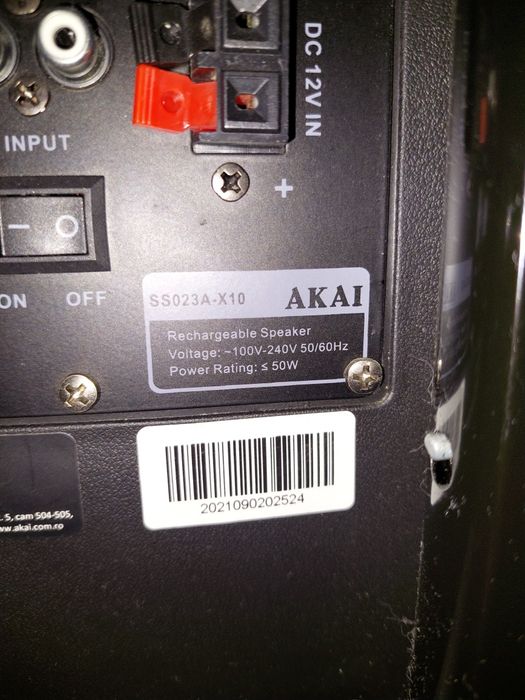 DC 12V IN
INPUT
+
— O
ON OFF
SS023A-X10 AKAI
Rechargeable Speaker
Voltage: ~100V-240V 50/60Hz
Power Rating: ≤ 50W
5, cam 504-505,
2021090202524
w.akai.com.ro